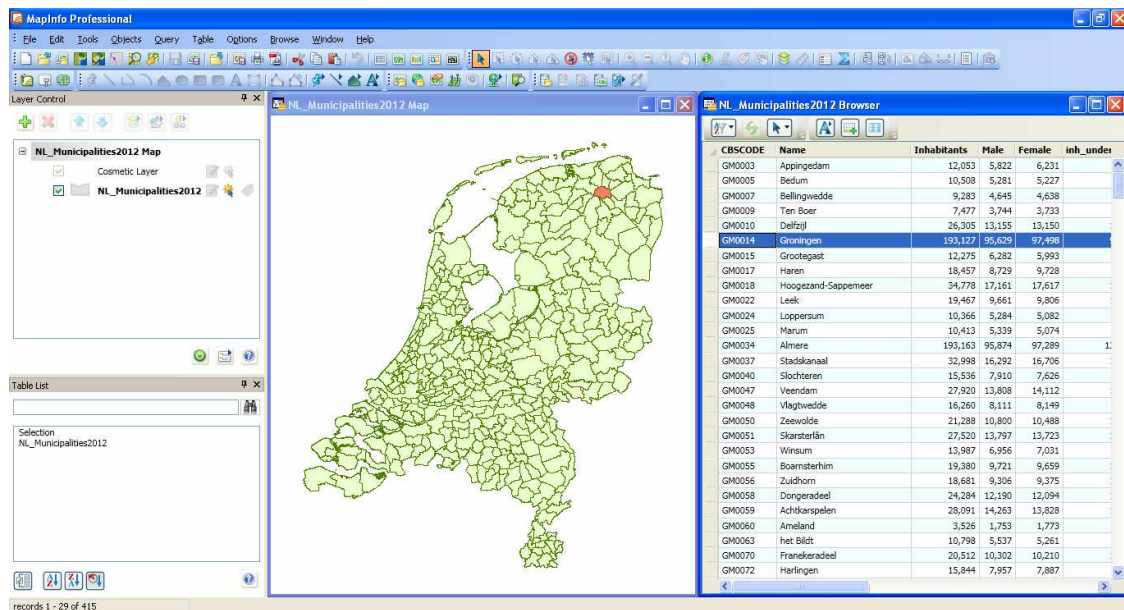 MapInfo Professional
File Edit Tools Objects Query Table Options Browse Window Help
Layer Control
NL_Municipalities2012 Map
Cosmetic Layer
NL_Municipalities2012
Table List
Selection
NL_Municipalities2012
records 1 - 29 of 415
NL_Municipalities2012 Map
NL_Municipalities2012 Browser
CBSCODE Name Inhabitants Male Female inh_under
GM0003 Appingedam 12,053 5,822 6,231
GM0005 Bedum 10,508 5,281 5,227
GM0007 Bellingwedde 9,283 4,645 4,638
GM0009 Ten Boer 7,477 3,744 3,733
GM0010 Delfzijl 26,305 13,155 13,150
GM0014 Groningen 193,127 95,629 97,498
GM0015 Grootegast 12,275 6,282 5,993
GM0017 Haren 18,457 8,729 9,728
GM0018 Hoogezand-Sappemeer 34,778 17,161 17,617
GM0022 Leek 19,467 9,661 9,806
GM0024 Loppersum 10,366 5,284 5,082
GM0025 Marum 10,413 5,339 5,074
GM0034 Almere 193,163 95,874 97,289
GM0037 Stadskanaal 32,998 16,292 16,706
GM0040 Slochteren 15,536 7,910 7,626
GM0047 Veendam 27,920 13,808 14,112
GM0048 Vlagtwedde 16,260 8,111 8,149
GM0050 Zeewolde 21,288 10,800 10,488
GM0051 Skarsterlân 27,520 13,797 13,723
GM0053 Winsum 13,987 6,956 7,031
GM0055 Boarnsterhim 19,380 9,721 9,659
GM0056 Zuidhorn 18,681 9,306 9,375
GM0058 Dongeradeel 24,284 12,190 12,094
GM0059 Achtkarspelen 28,091 14,263 13,828
GM0060 Ameland 3,526 1,753 1,773
GM0063 het Bildt 10,798 5,537 5,261
GM0070 Franekeradeel 20,512 10,302 10,210
GM0072 Harlingen 15,844 7,957 7,887